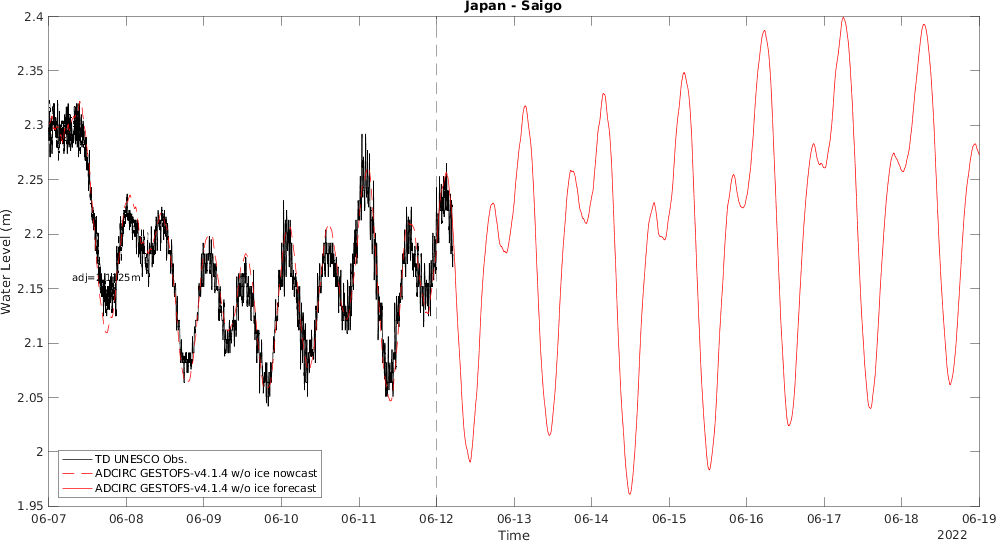 Japan - Saigo
2.4
2.35
2.3
2.25
2.2
2.15
2.1
2.05
2
1.95
Water Level (m)
TD UNESCO Obs.
ADCIRC GESTOFS-v4.1.4 w/o ice nowcast
ADCIRC GESTOFS-v4.1.4 w/o ice forecast
06-07 06-08 06-09 06-10 06-11 06-12 06-13 06-14 06-15 06-16 06-17 06-18 06-19
Time
2022